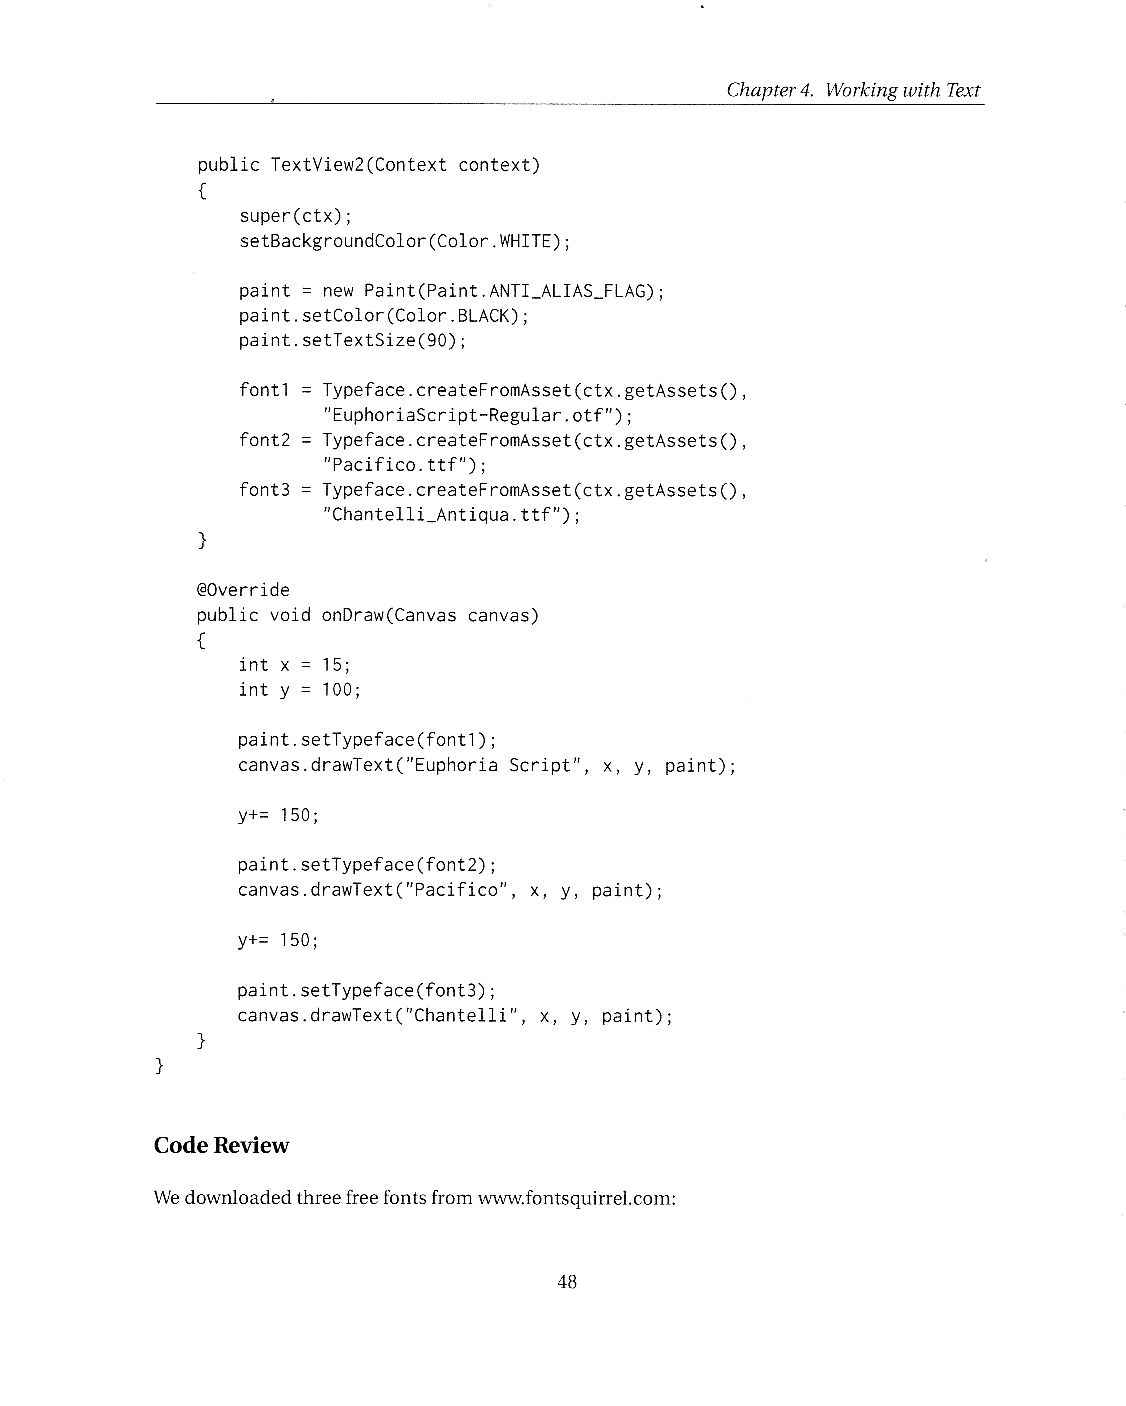 Chapter 4. Working with Text
public TextView2(Context context)
{
super(ctx);
setBackgroundColor(Color.WHITE);
paint = new Paint(Paint.ANTI_ALIAS_FLAG);
paint.setColor(Color.BLACK);
paint.setTextSize(90);
font1 = Typeface.createFromAsset(ctx.getAssets(),
"EuphoriaScript-Regular.otf");
font2 = Typeface.createFromAsset(ctx.getAssets(),
"Pacifico.ttf");
font3 = Typeface.createFromAsset(ctx.getAssets(),
"Chantelli_Antiqua.ttf");
}
@Override
public void onDraw(Canvas canvas)
{
int x = 15;
int y = 100;
paint.setTypeface(font1);
canvas.drawText("Euphoria Script", x, y, paint);
y+= 150;
paint.setTypeface(font2);
canvas.drawText("Pacifico", x, y, paint);
y+= 150;
paint.setTypeface(font3);
canvas.drawText("Chantelli", x, y, paint);
}
}
Code Review
We downloaded three free fonts from www.fontsquirrel.com:
48